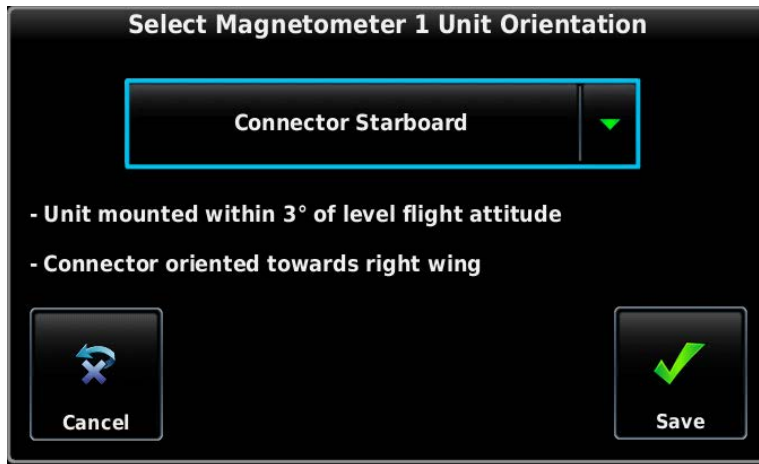 Select Magnetometer 1 Unit Orientation
Connector Starboard
- Unit mounted within 3° of level flight attitude
- Connector oriented towards right wing
Cancel
Save